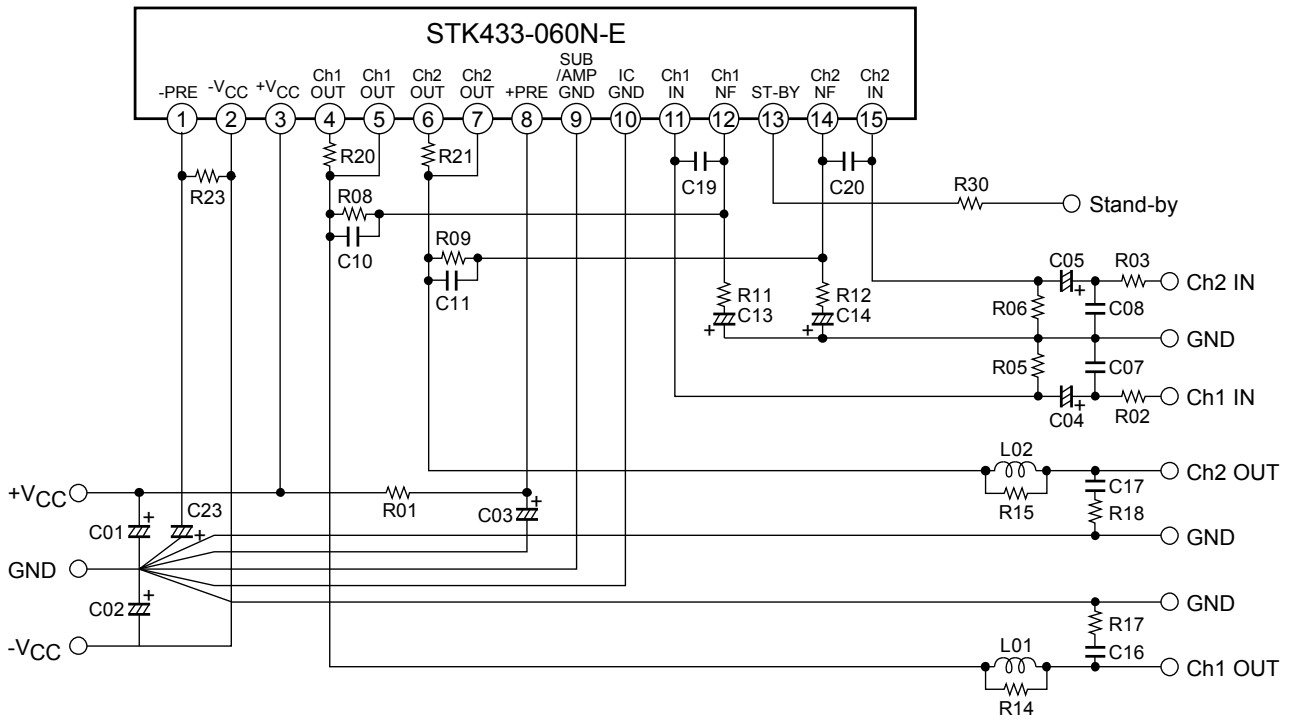 STK433-060N-E
-PRE -VCC +VCC Ch1 OUT Ch1 OUT Ch2 OUT Ch2 OUT +PRE SUB /AMP GND IC GND Ch1 IN Ch1 NF ST-BY Ch2 NF Ch2 IN
1 2 3 4 5 6 7 8 9 10 11 12 13 14 15
R20 R21
C19 C20
R23
R30
Stand-by
R08
C10
R09
C11
C05 R03
+
Ch2 IN
R11
C13
+
R12
C14
+
R06
C08
GND
R05
C07
+
C04 R02
Ch1 IN
L02
Ch2 OUT
R15
C17
R18
GND
+VCC
R01
C01 +
C23 +
C03 +
GND
C02 +
-VCC
GND
R17
C16
L01
Ch1 OUT
R14